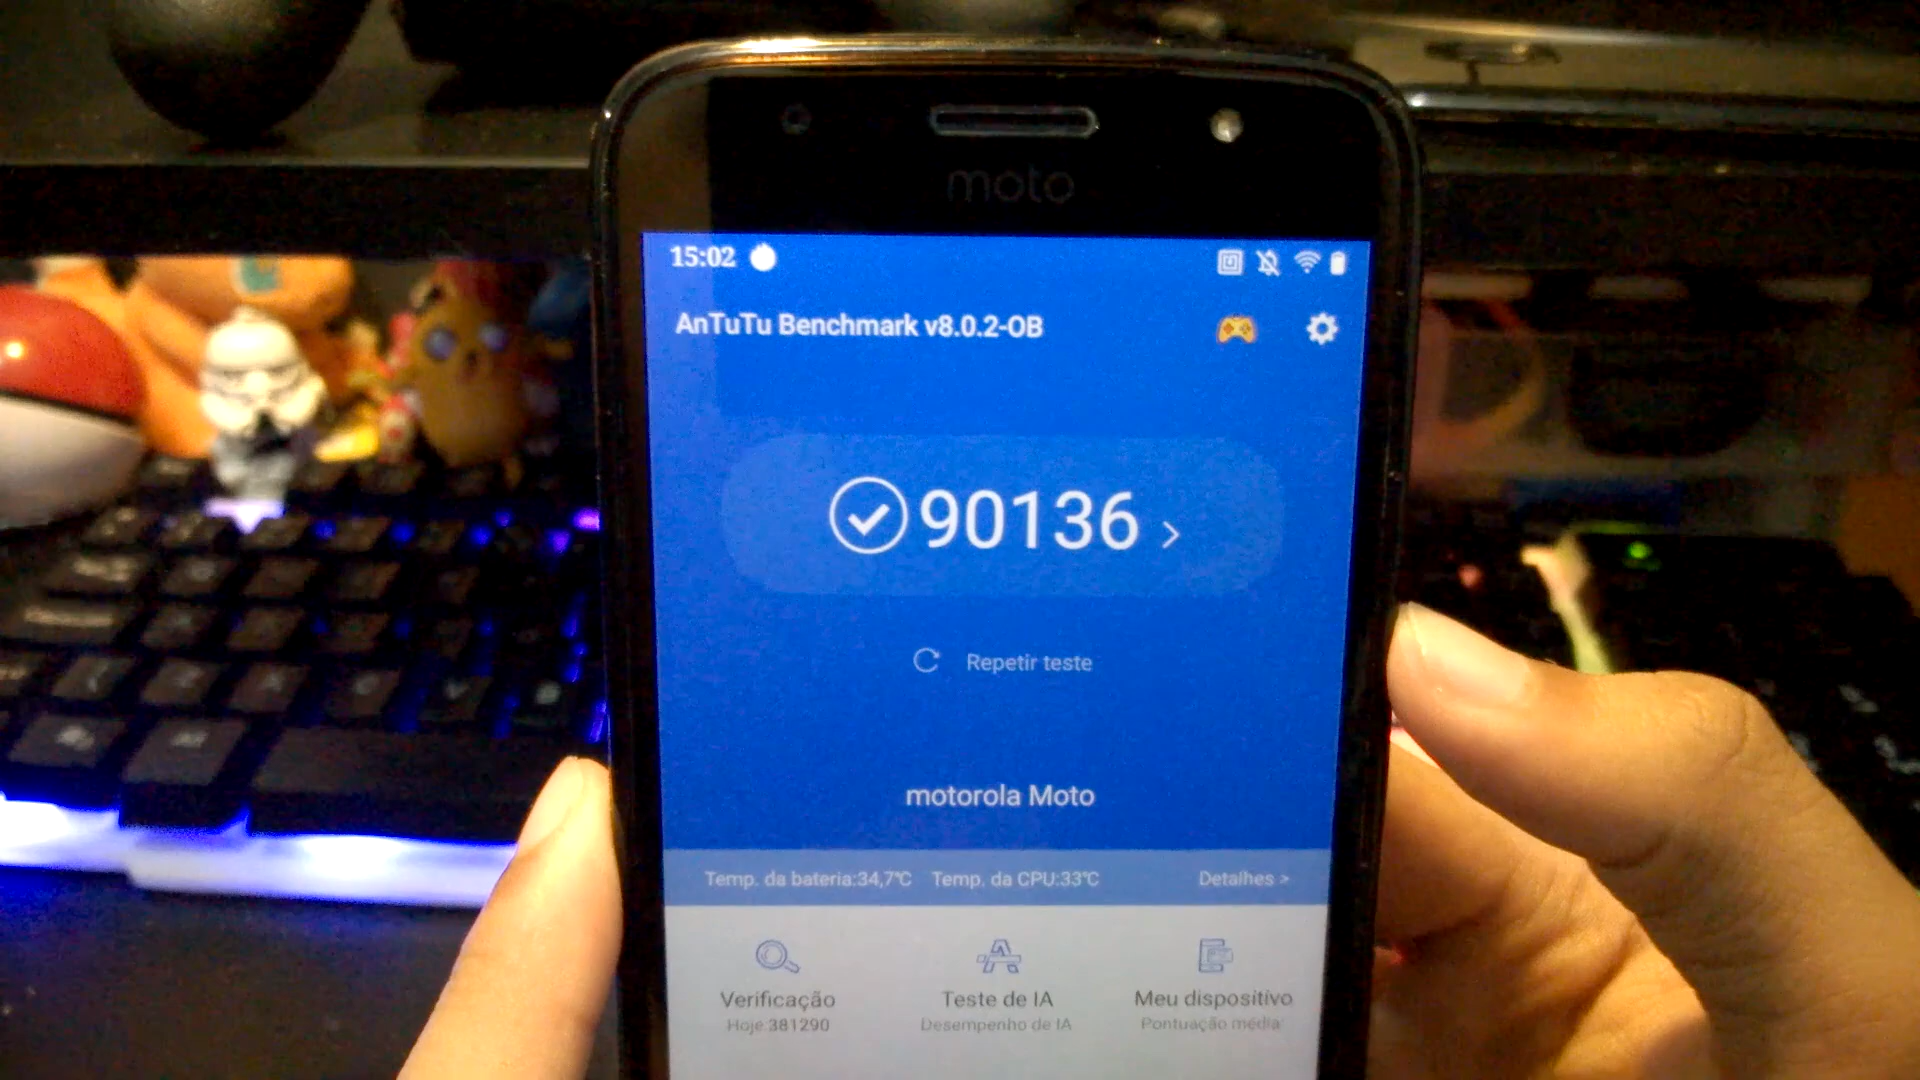 moto
15:02
AnTuTu Benchmark v8.0.2-OB
90136 >
Repetir teste
motorola Moto
Temp. da bateria:34,7℃ Temp. da CPU:33℃ Detalhes >
Verificação Teste de IA Meu dispositivo
Hoje:381290 Desempenho de IA Pontuação média: